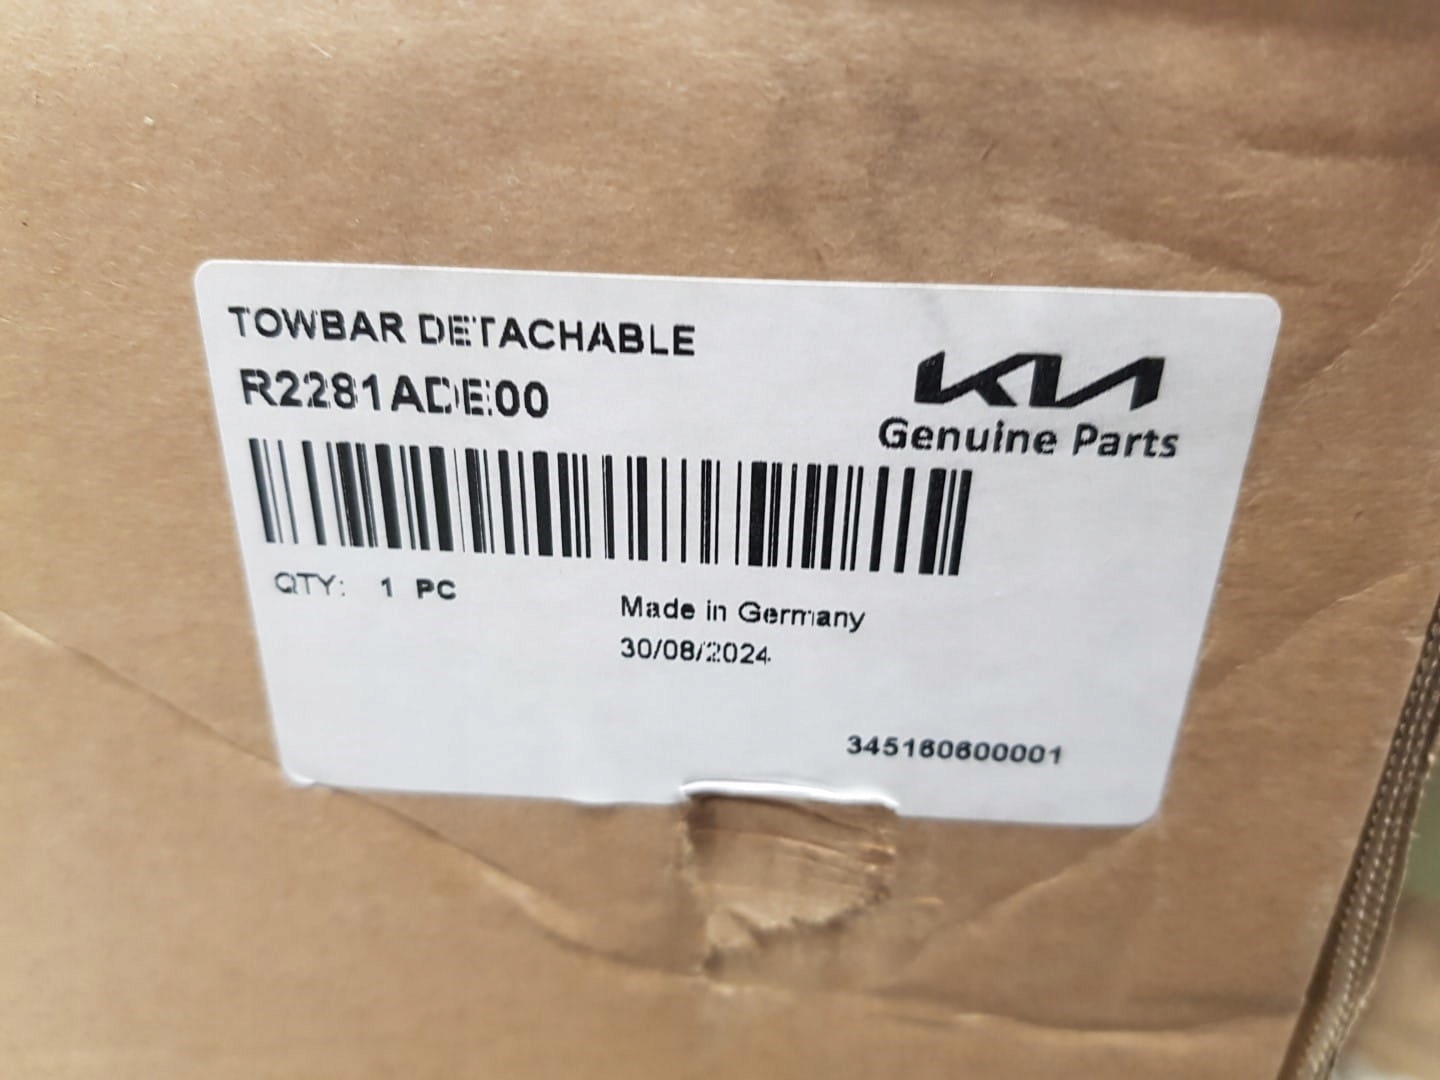 TOWBAR DETACHABLE
R2281ADE00
KIA
Genuine Parts
QTY: 1 PC
Made in Germany
30/08/2024
345160600001